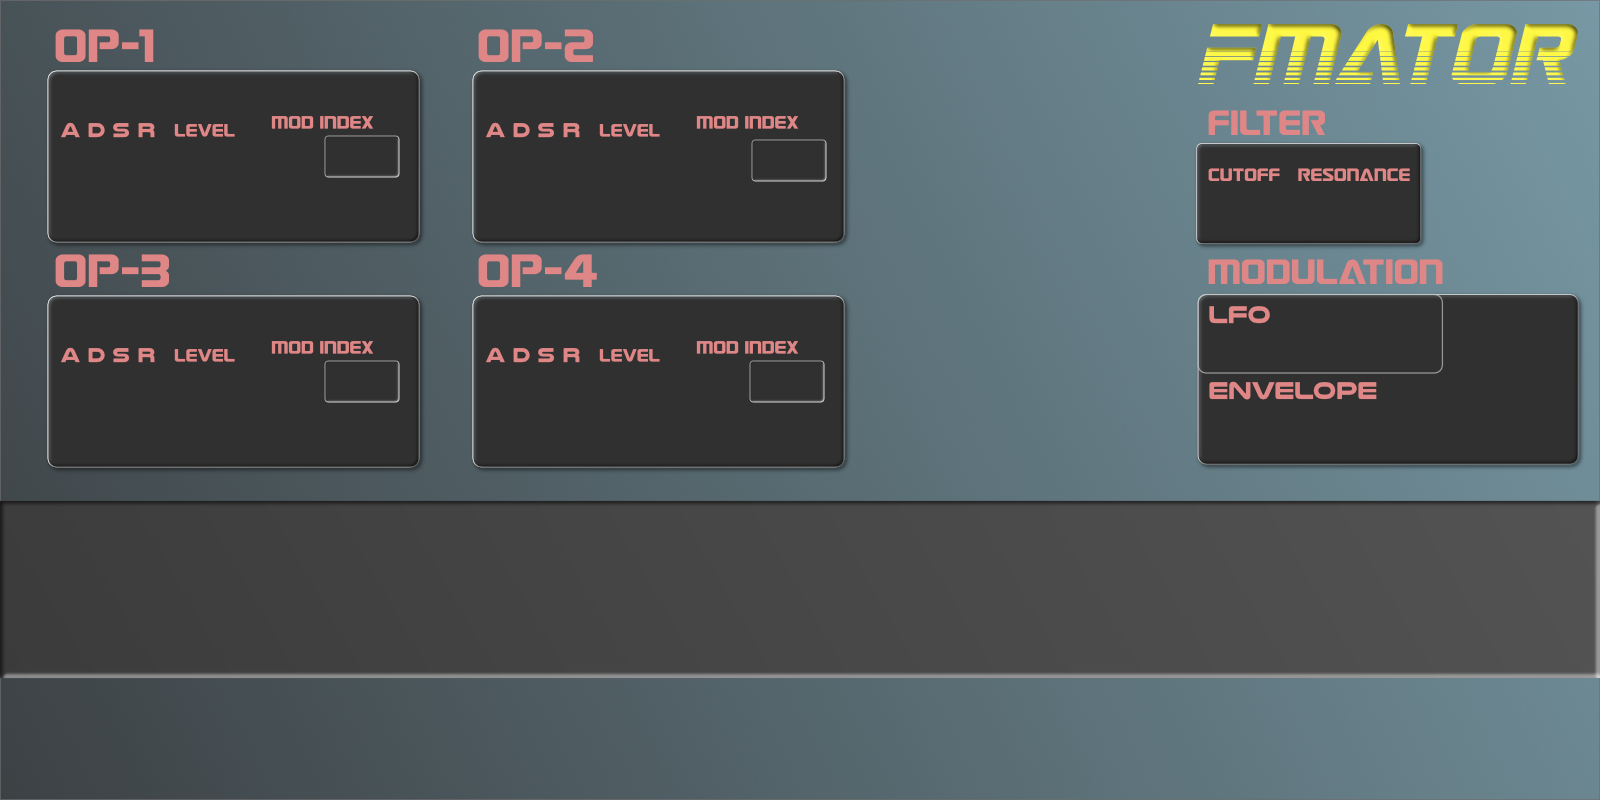 FMATOR
OP-1
A D S R LEVEL
MOD INDEX
OP-2
A D S R LEVEL
MOD INDEX
OP-3
A D S R LEVEL
MOD INDEX
OP-4
A D S R LEVEL
MOD INDEX
FILTER
CUTOFF RESONANCE
MODULATION
LFO
ENVELOPE